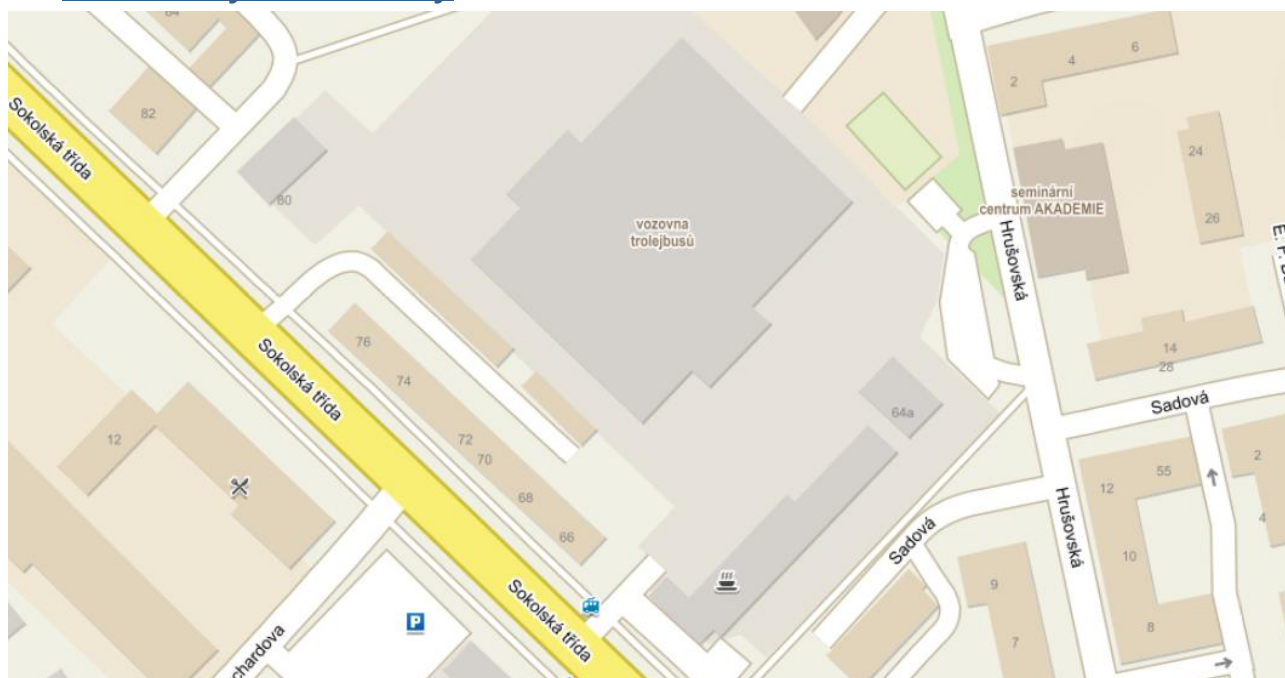 82
2
4
6
Sokolská třída
80
vozovna
trolejbusů
seminární
centrum AKADEMIE
24
26
Hrušovská
76
74
72
70
68
66
Sokolská třída
14
28
Sadová
64a
12
55
2
4
12
10
8
Hrušovská
Sadová
9
7
Sokolská třída
P
chardova